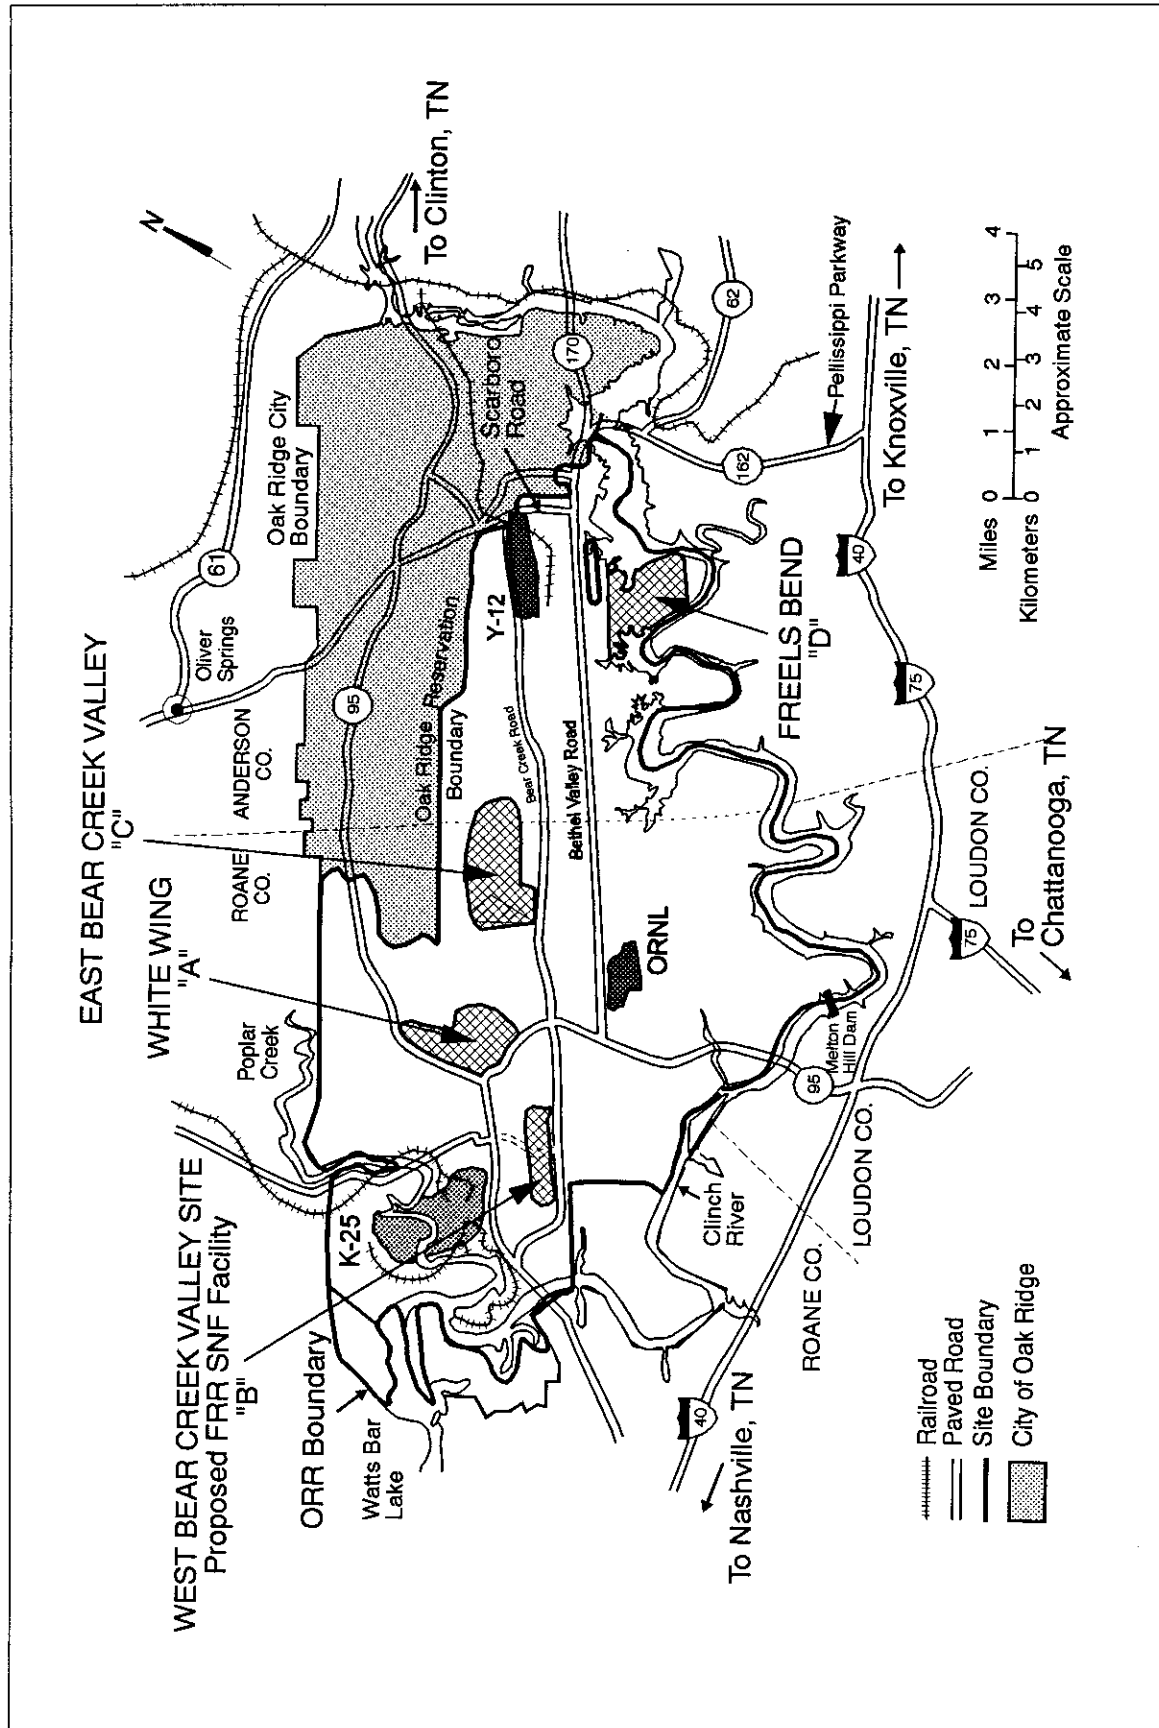 EAST BEAR CREEK VALLEY
"C"
WHITE WING
"A"
WEST BEAR CREEK VALLEY SITE
Proposed FRR SNF Facility
"B"
Poplar
Creek
ROANE
CO.
ANDERSON
CO.
Oliver
Springs
61
N
Oak Ridge City
Boundary
To Clinton, TN
95
ORR Boundary
Watts Bar
Lake
K-25
Oak Ridge Reservation
Boundary
Bear Creek Road
Y-12
Scarboro
Road
170
Bethel Valley Road
ORNL
FREELS BEND
"D"
62
162
Pellissippi Parkway
To Knoxville, TN
Clinch
River
Melton
Hill Dam
95
40
75
75
40
LOUDON CO.
LOUDON CO.
ROANE CO.
To
Chattanooga, TN
To Nashville, TN
Railroad
Paved Road
Site Boundary
City of Oak Ridge
Miles 0 1 2 3 4
Kilometers 0 1 2 3 4 5
Approximate Scale